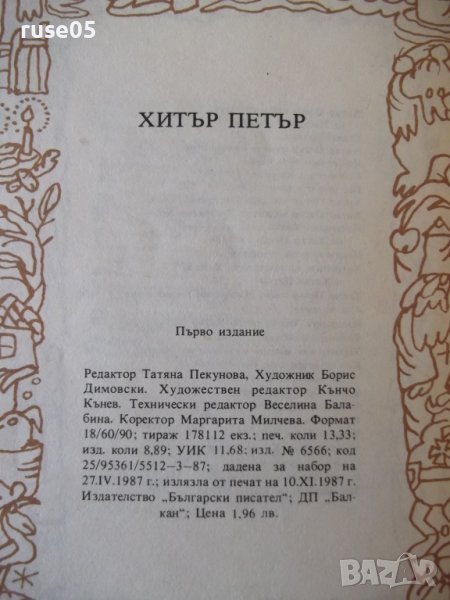 ruse05
ХИТЪР ПЕТЪР
Първо издание
Редактор Татяна Пекунова, Художник Борис
Димовски. Художествен редактор Кънчо
Кънев. Технически редактор Веселина Бала-
бина. Коректор Маргарита Милчева. Формат
18/60/90; тираж 178112 екз.; печ. коли 13,33;
изд. коли 8,89; УИК 11,68; изд. № 6566; код
25/95361/5512—3—87; дадена за набор на
27.IV.1987 г.; излязла от печат на 10.XI.1987 г.
Издателство „Български писател“; ДП „Бал-
кан“; Цена 1,96 лв.
BAZAR
bg